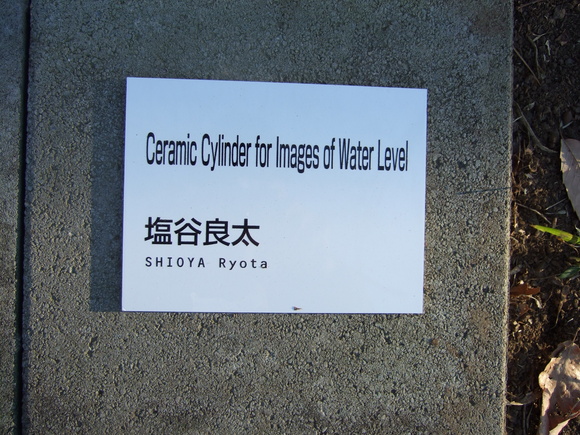 Ceramic Cylinder for Images of Water Level
塩谷良太
SHIOYA Ryota